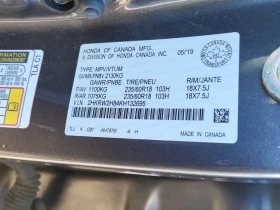 HONDA OF CANADA MFG. 05/19
A DIVISION OF HONDA CANADA INC.
TYPE: MPV/VTUM
GVWR/PNBV 2130KG
GAWR/PNBE TIRE/PNEU RIM/JANTE
F/AV 1100KG 235/60R18 103H 18X7.5J
R/AR 1075KG 235/60R18 103H 18X7.5J
V.I.N.: 2HKRW2H84KH132695
CANADA
TLA C1